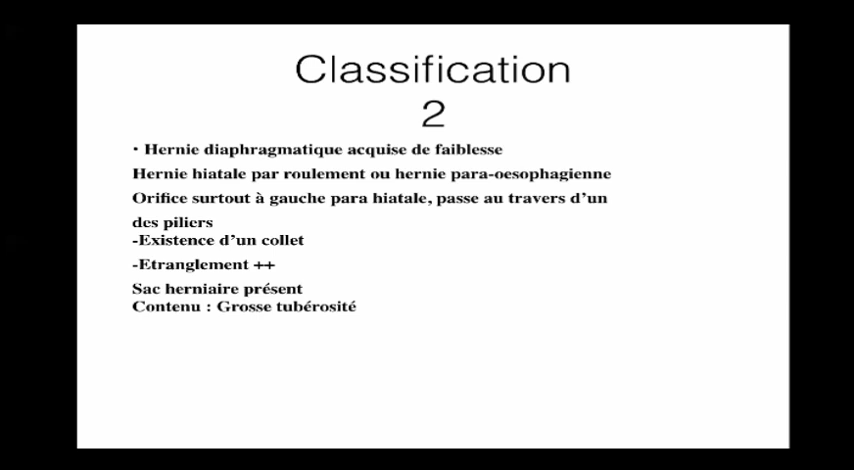 Classification
2
• Hernie diaphragmatique acquise de faiblesse
Hernie hiatale par roulement ou hernie para-oesophagienne
Orifice surtout à gauche para hiatale, passe au travers d’un
des piliers
-Existence d’un collet
-Etranglement ++
Sac herniaire présent
Contenu : Grosse tubérosité